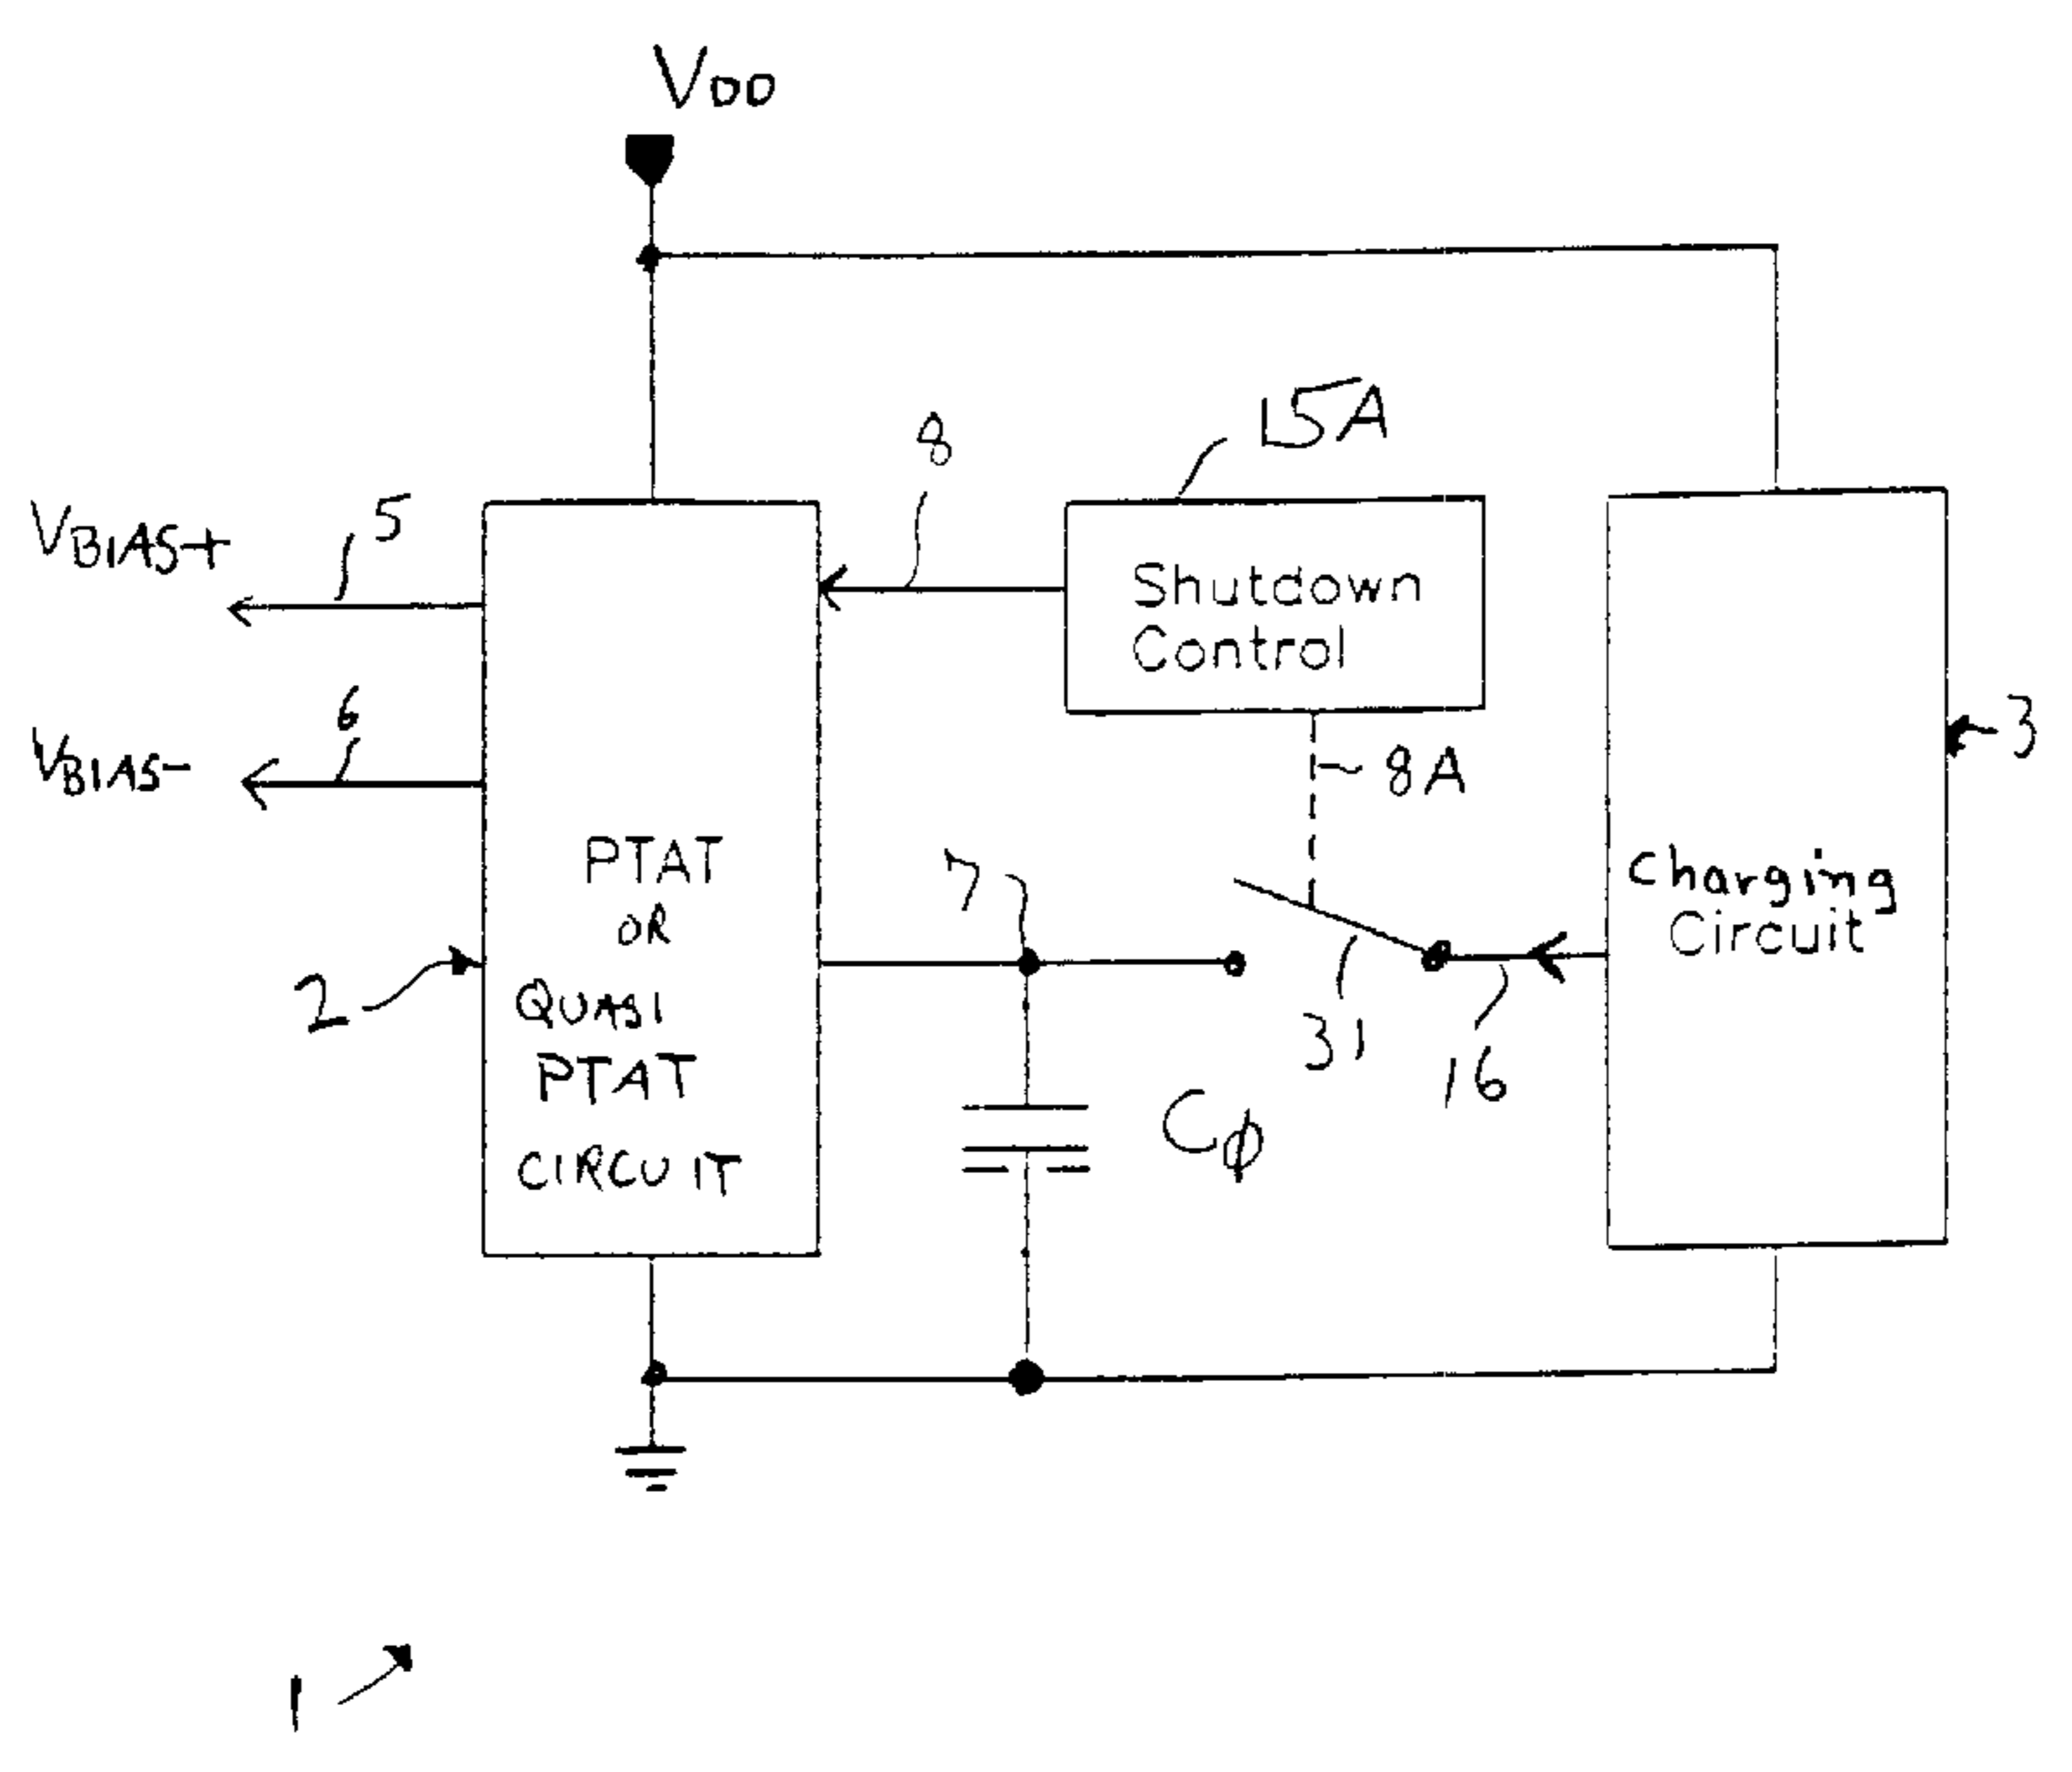 VDD
15A
8
VBIAS+
5
Shutdown
Control
6
VBIAS-
3
8A
PTAT
OR
QUASI
PTAT
CIRCUIT
7
Charging
Circuit
2
31
16
Cϕ
1